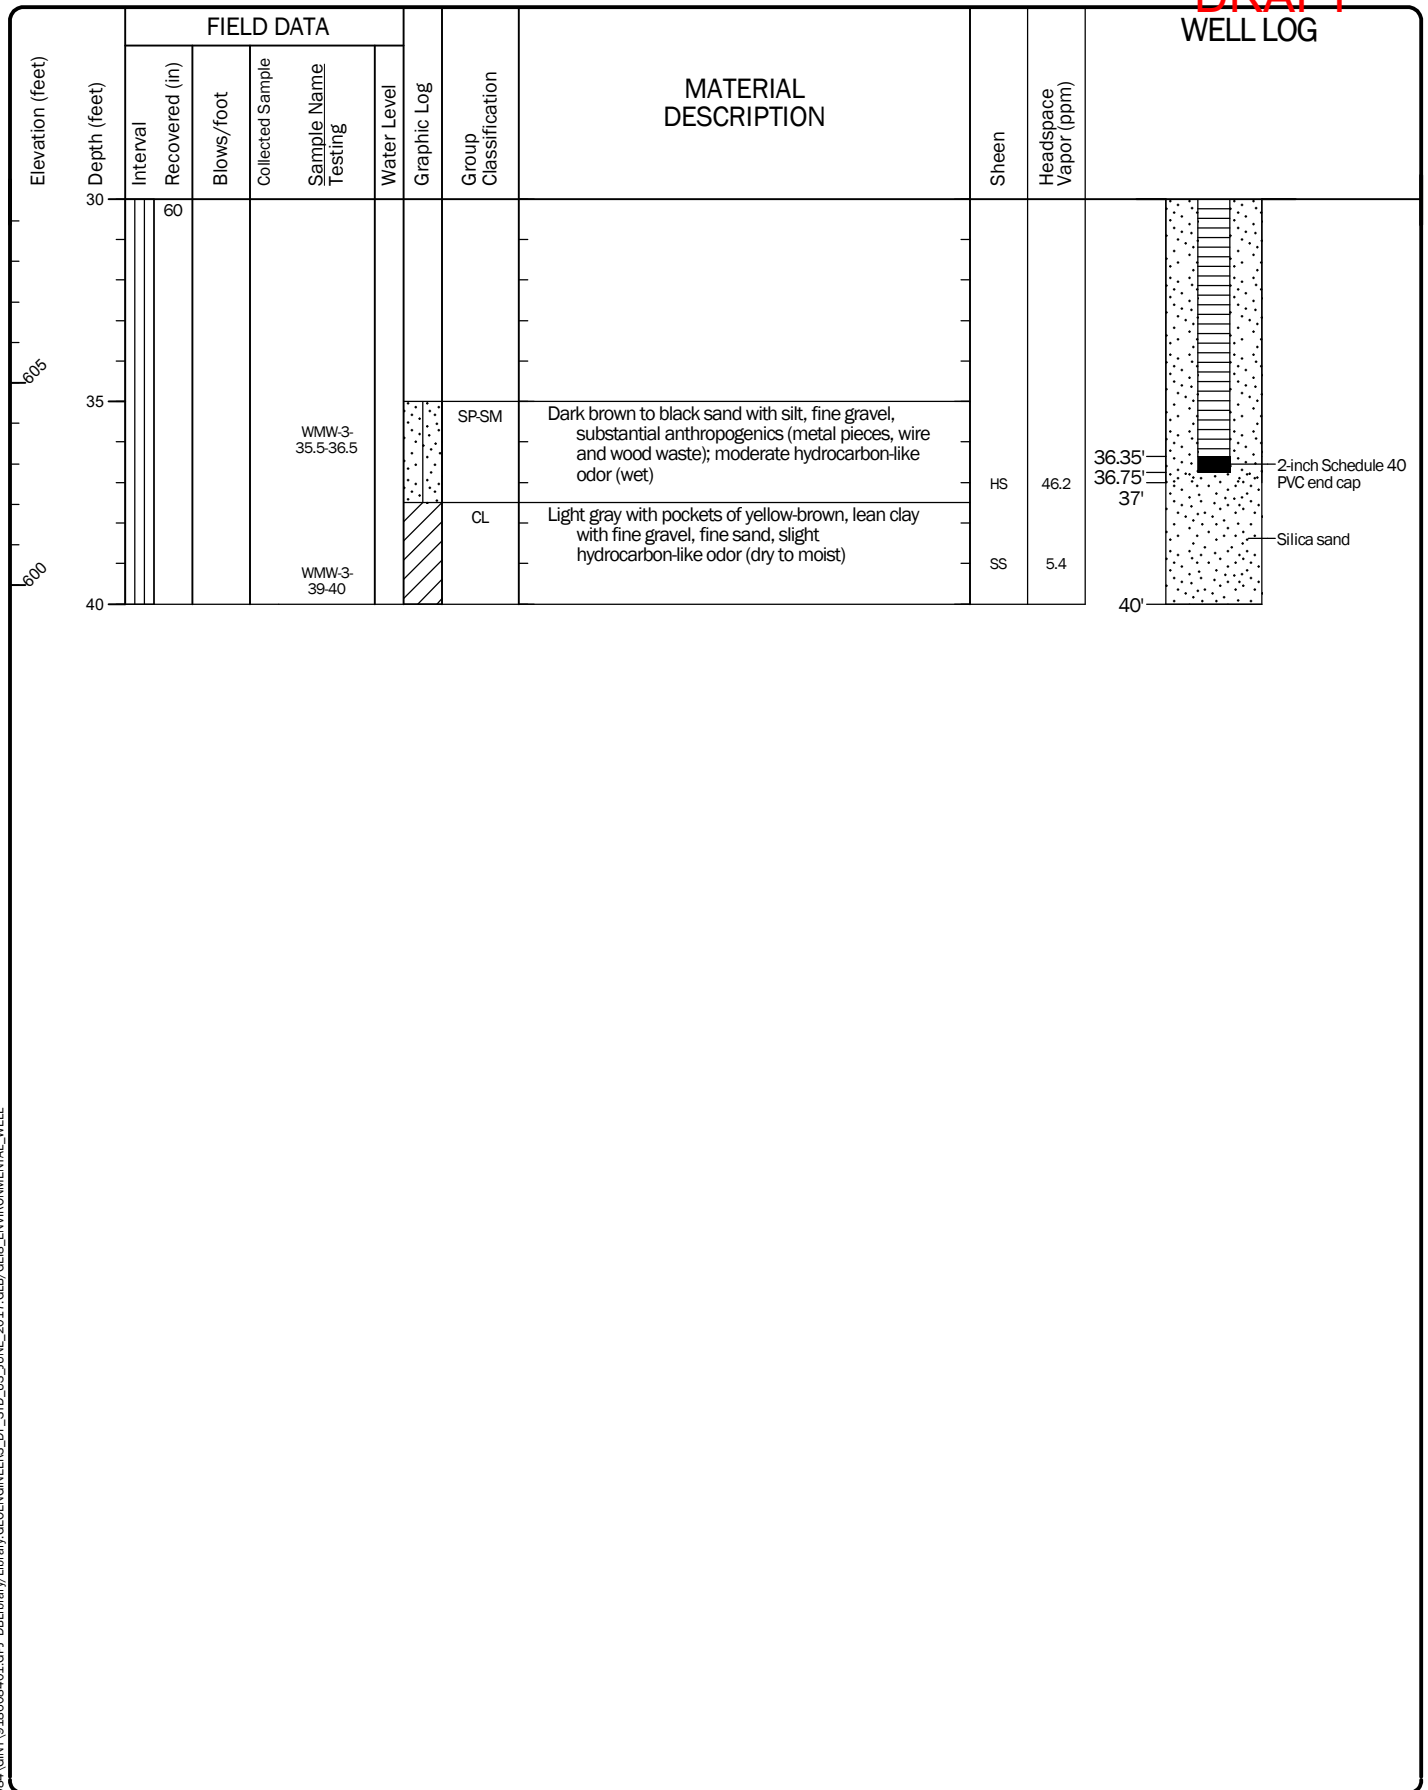 DRAFT
FIELD DATA
WELL LOG
Elevation (feet)
Depth (feet)
Interval
Recovered (in)
Blows/foot
Collected Sample
Sample Name
Testing
Water Level
Graphic Log
Group
Classification
MATERIAL
DESCRIPTION
Sheen
Headspace
Vapor (ppm)
30
60
605
35
WMW-3-
35.5-36.5
SP-SM
Dark brown to black sand with silt, fine gravel,
substantial anthropogenics (metal pieces, wire
and wood waste); moderate hydrocarbon-like
odor (wet)
HS
46.2
36.35'
36.75'
37'
2-inch Schedule 40
PVC end cap
CL
Light gray with pockets of yellow-brown, lean clay
with fine gravel, fine sand, slight
hydrocarbon-like odor (dry to moist)
SS
5.4
Silica sand
600
WMW-3-
39-40
40
40'